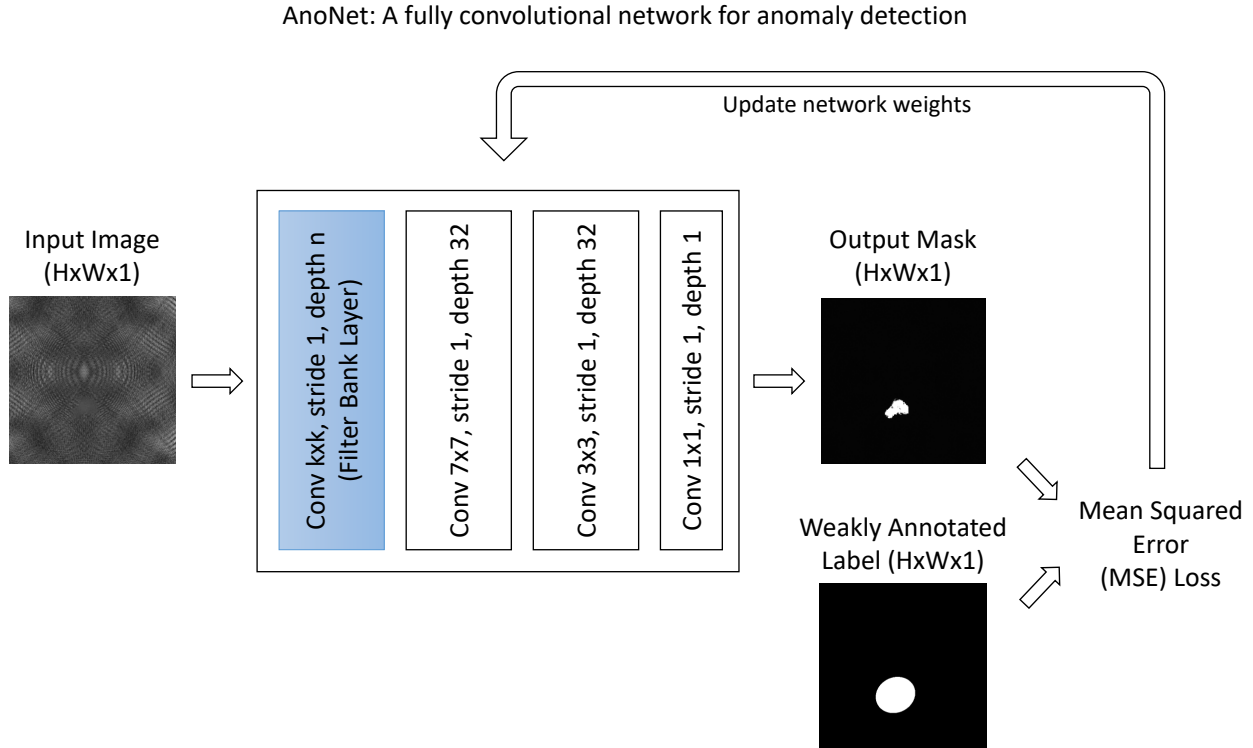 AnoNet: A fully convolutional network for anomaly detection
Update network weights
Input Image
(HxWx1)
Conv kxk, stride 1, depth n
(Filter Bank Layer)
Conv 7x7, stride 1, depth 32
Conv 3x3, stride 1, depth 32
Conv 1x1, stride 1, depth 1
Output Mask
(HxWx1)
Weakly Annotated
Label (HxWx1)
Mean Squared
Error
(MSE) Loss